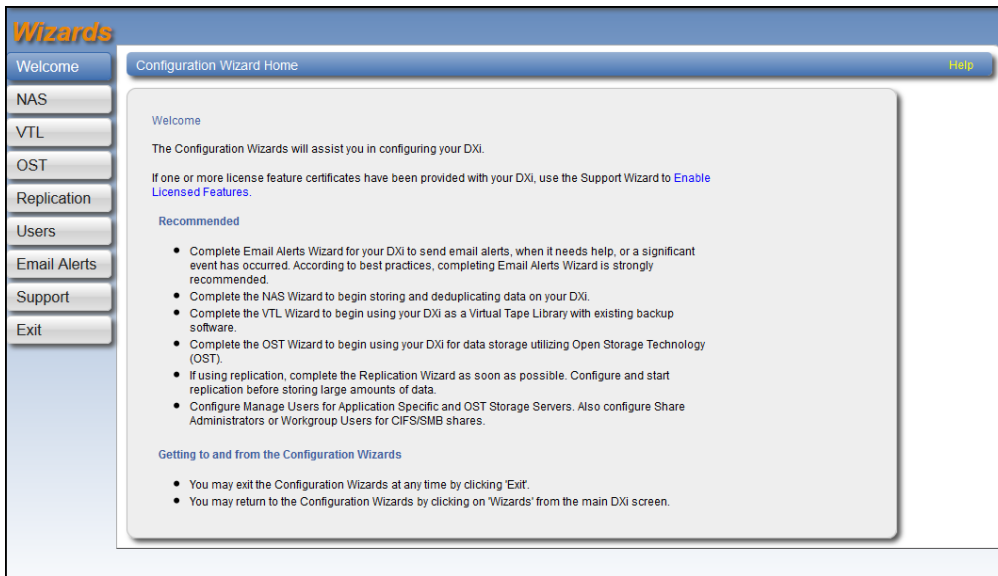 Wizards
Welcome
NAS
VTL
OST
Replication
Users
Email Alerts
Support
Exit
Configuration Wizard Home
Help
Welcome
The Configuration Wizards will assist you in configuring your DXi.
If one or more license feature certificates have been provided with your DXi, use the Support Wizard to Enable
Licensed Features.
Recommended
• Complete Email Alerts Wizard for your DXi to send email alerts, when it needs help, or a significant
event has occurred. According to best practices, completing Email Alerts Wizard is strongly
recommended.
• Complete the NAS Wizard to begin storing and deduplicating data on your DXi.
• Complete the VTL Wizard to begin using your DXi as a Virtual Tape Library with existing backup
software.
• Complete the OST Wizard to begin using your DXi for data storage utilizing Open Storage Technology
(OST).
• If using replication, complete the Replication Wizard as soon as possible. Configure and start
replication before storing large amounts of data.
• Configure Manage Users for Application Specific and OST Storage Servers. Also configure Share
Administrators or Workgroup Users for CIFS/SMB shares.
Getting to and from the Configuration Wizards
• You may exit the Configuration Wizards at any time by clicking 'Exit'.
• You may return to the Configuration Wizards by clicking on 'Wizards' from the main DXi screen.